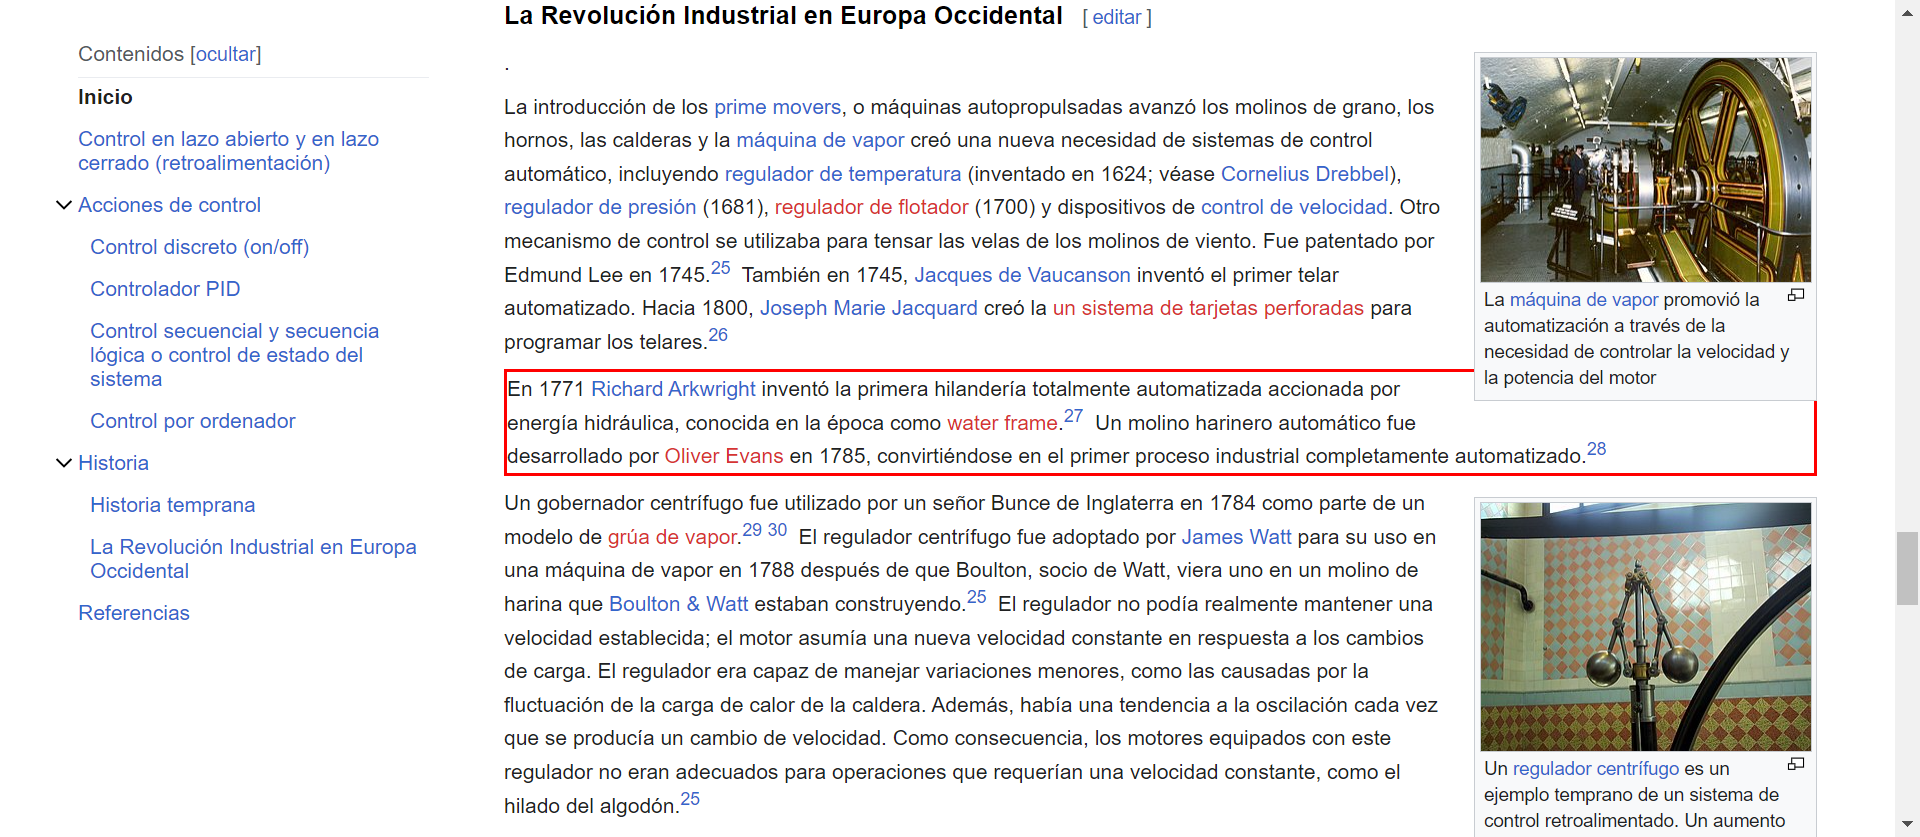 Contenidos [ocultar]
Inicio
Control en lazo abierto y en lazo
cerrado (retroalimentación)
Acciones de control
Control discreto (on/off)
Controlador PID
Control secuencial y secuencia
lógica o control de estado del
sistema
Control por ordenador
Historia
Historia temprana
La Revolución Industrial en Europa
Occidental
Referencias
La Revolución Industrial en Europa Occidental [ editar ]
.
La introducción de los prime movers, o máquinas autopropulsadas avanzó los molinos de grano, los
hornos, las calderas y la máquina de vapor creó una nueva necesidad de sistemas de control
automático, incluyendo regulador de temperatura (inventado en 1624; véase Cornelius Drebbel),
regulador de presión (1681), regulador de flotador (1700) y dispositivos de control de velocidad. Otro
mecanismo de control se utilizaba para tensar las velas de los molinos de viento. Fue patentado por
Edmund Lee en 1745.25 También en 1745, Jacques de Vaucanson inventó el primer telar
automatizado. Hacia 1800, Joseph Marie Jacquard creó la un sistema de tarjetas perforadas para
programar los telares.26
En 1771 Richard Arkwright inventó la primera hilandería totalmente automatizada accionada por
energía hidráulica, conocida en la época como water frame.27 Un molino harinero automático fue
desarrollado por Oliver Evans en 1785, convirtiéndose en el primer proceso industrial completamente automatizado.28
Un gobernador centrífugo fue utilizado por un señor Bunce de Inglaterra en 1784 como parte de un
modelo de grúa de vapor.29 30 El regulador centrífugo fue adoptado por James Watt para su uso en
una máquina de vapor en 1788 después de que Boulton, socio de Watt, viera uno en un molino de
harina que Boulton & Watt estaban construyendo.25 El regulador no podía realmente mantener una
velocidad establecida; el motor asumía una nueva velocidad constante en respuesta a los cambios
de carga. El regulador era capaz de manejar variaciones menores, como las causadas por la
fluctuación de la carga de calor de la caldera. Además, había una tendencia a la oscilación cada vez
que se producía un cambio de velocidad. Como consecuencia, los motores equipados con este
regulador no eran adecuados para operaciones que requerían una velocidad constante, como el
hilado del algodón.25
La máquina de vapor promovió la
automatización a través de la
necesidad de controlar la velocidad y
la potencia del motor
Un regulador centrífugo es un
ejemplo temprano de un sistema de
control retroalimentado. Un aumento